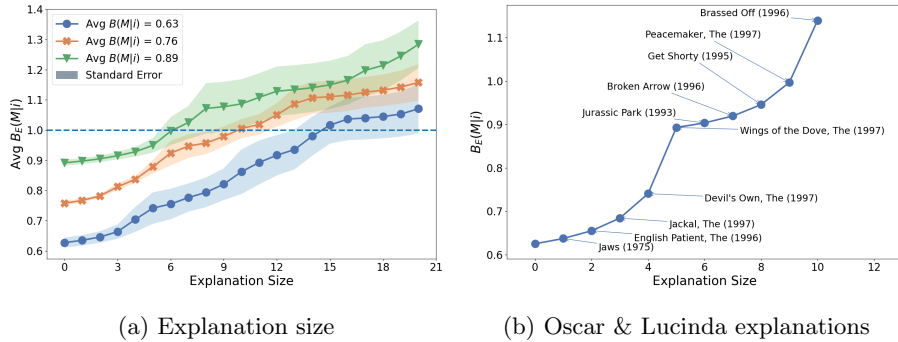 Avg B(M|i) = 0.63
Avg B(M|i) = 0.76
Avg B(M|i) = 0.89
Standard Error
Avg B_E(M|i)
1.4
1.3
1.2
1.1
1.0
0.9
0.8
0.7
0.6
0 3 6 9 12 15 18 21
Explanation Size
(a) Explanation size
B_E(M|i)
1.1
1.0
0.9
0.8
0.7
0.6
Brassed Off (1996)
Peacemaker, The (1997)
Get Shorty (1995)
Broken Arrow (1996)
Jurassic Park (1993)
Wings of the Dove, The (1997)
Devil's Own, The (1997)
Jackal, The (1997)
English Patient, The (1996)
Jaws (1975)
0 2 4 6 8 10 12
Explanation Size
(b) Oscar & Lucinda explanations